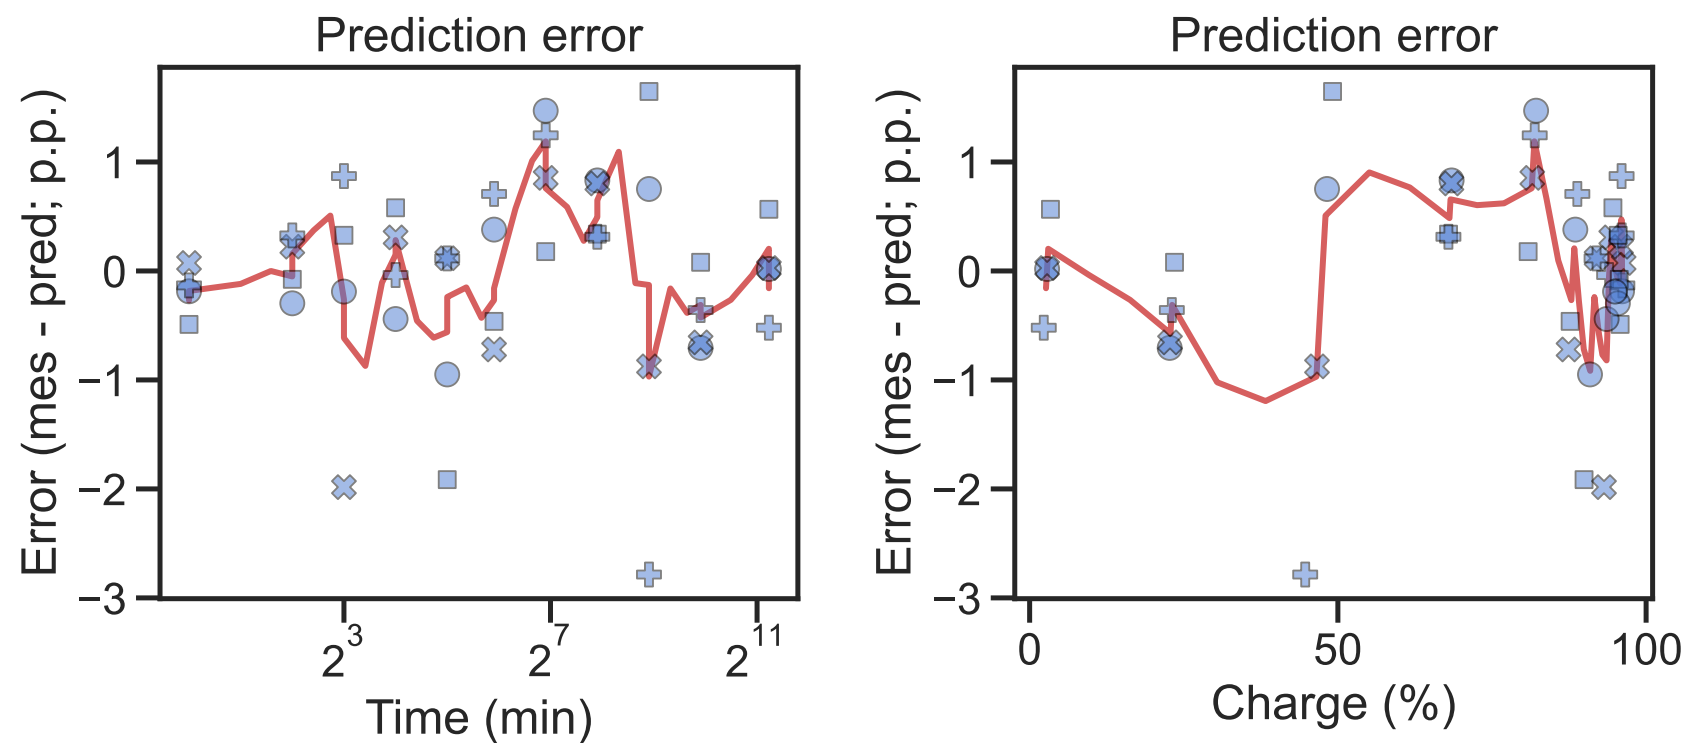 Prediction error
Error (mes - pred; p.p.)
1
0
−1
−2
−3
2^3
2^7
2^11
Time (min)
Prediction error
Error (mes - pred; p.p.)
1
0
−1
−2
−3
0
50
100
Charge (%)